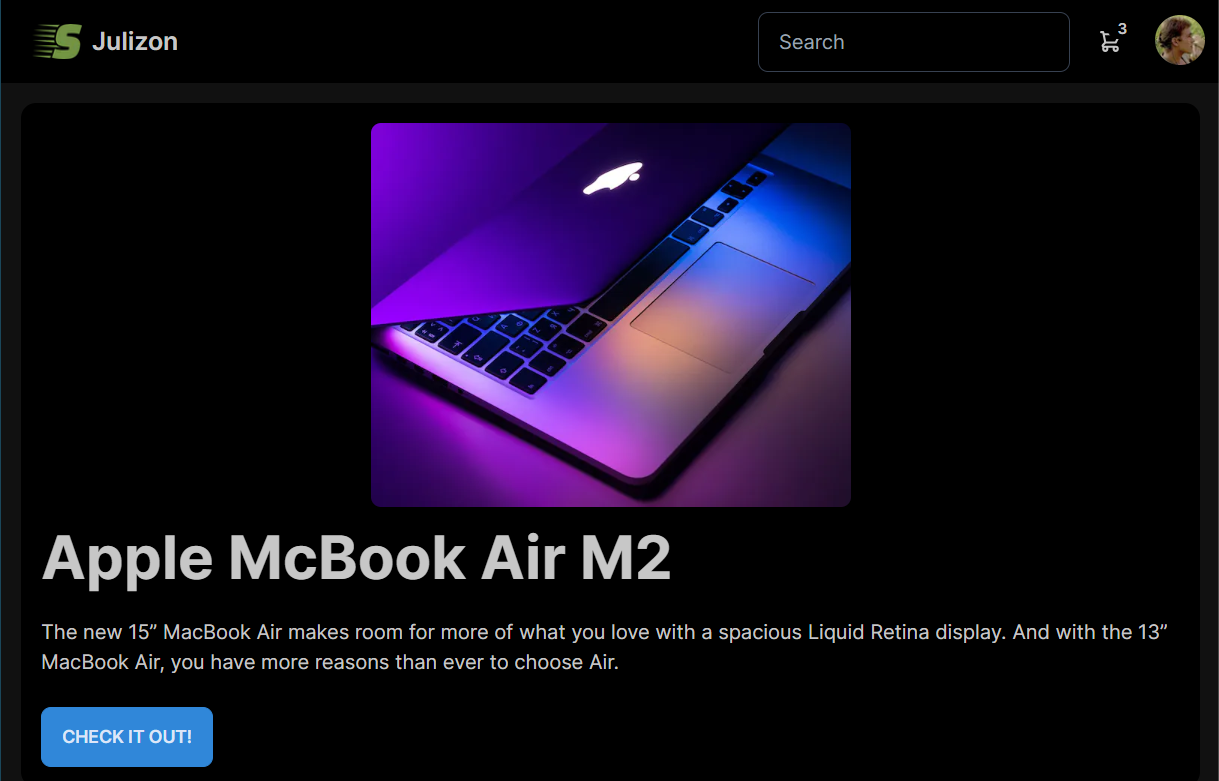 S Julizon
Search
3
Apple McBook Air M2
The new 15” MacBook Air makes room for more of what you love with a spacious Liquid Retina display. And with the 13”
MacBook Air, you have more reasons than ever to choose Air.
CHECK IT OUT!